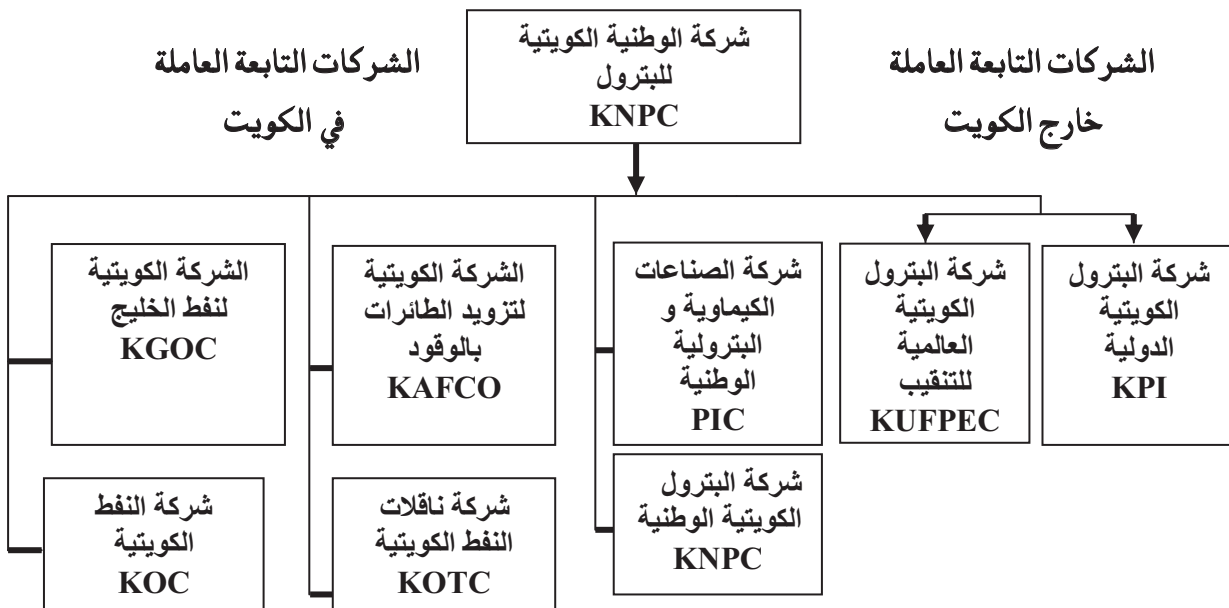 الشركات التابعة العاملة
خارج الكويت
شركة الوطنية الكويتية
للبترول
KNPC
الشركات التابعة العاملة
في الكويت
شركة البترول
الكويتية
الدولية
KPI
شركة البترول
الكويتية
العالمية
للتنقيب
KUFPEC
شركة الصناعات
الكيماوية و
البترولية
الوطنية
PIC
الشركة الكويتية
لتزويد الطائرات
بالوقود
KAFCO
الشركة الكويتية
لنفط الخليج
KGOC
شركة البترول
الكويتية الوطنية
KNPC
شركة ناقلات
النفط الكويتية
KOTC
شركة النفط
الكويتية
KOC